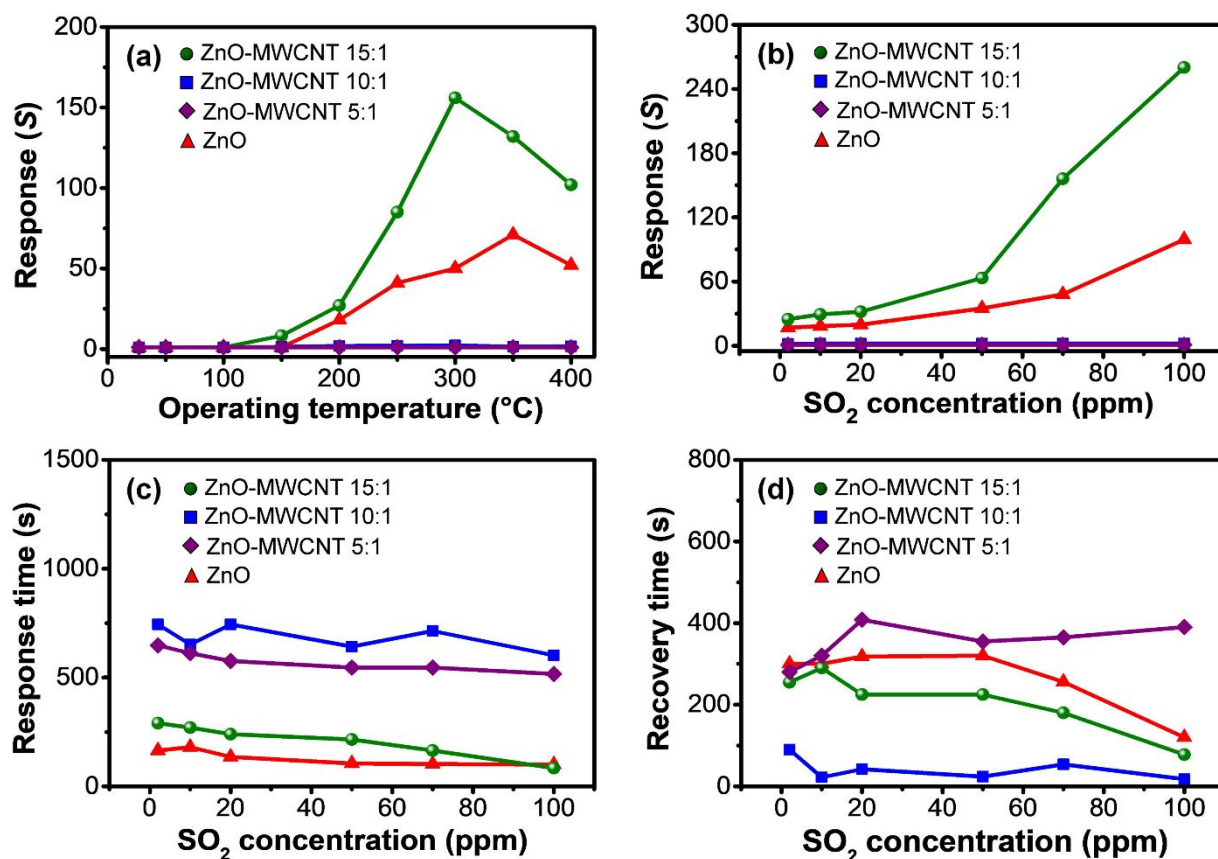 (a)
ZnO-MWCNT 15:1
ZnO-MWCNT 10:1
ZnO-MWCNT 5:1
ZnO
200
150
100
50
0
Response (S)
0 100 200 300 400
Operating temperature (°C)
(b)
ZnO-MWCNT 15:1
ZnO-MWCNT 10:1
ZnO-MWCNT 5:1
ZnO
300
240
180
120
60
0
Response (S)
0 20 40 60 80 100
SO₂ concentration (ppm)
(c)
ZnO-MWCNT 15:1
ZnO-MWCNT 10:1
ZnO-MWCNT 5:1
ZnO
1500
1000
500
0
Response time (s)
0 20 40 60 80 100
SO₂ concentration (ppm)
(d)
ZnO-MWCNT 15:1
ZnO-MWCNT 10:1
ZnO-MWCNT 5:1
ZnO
800
600
400
200
0
Recovery time (s)
0 20 40 60 80 100
SO₂ concentration (ppm)